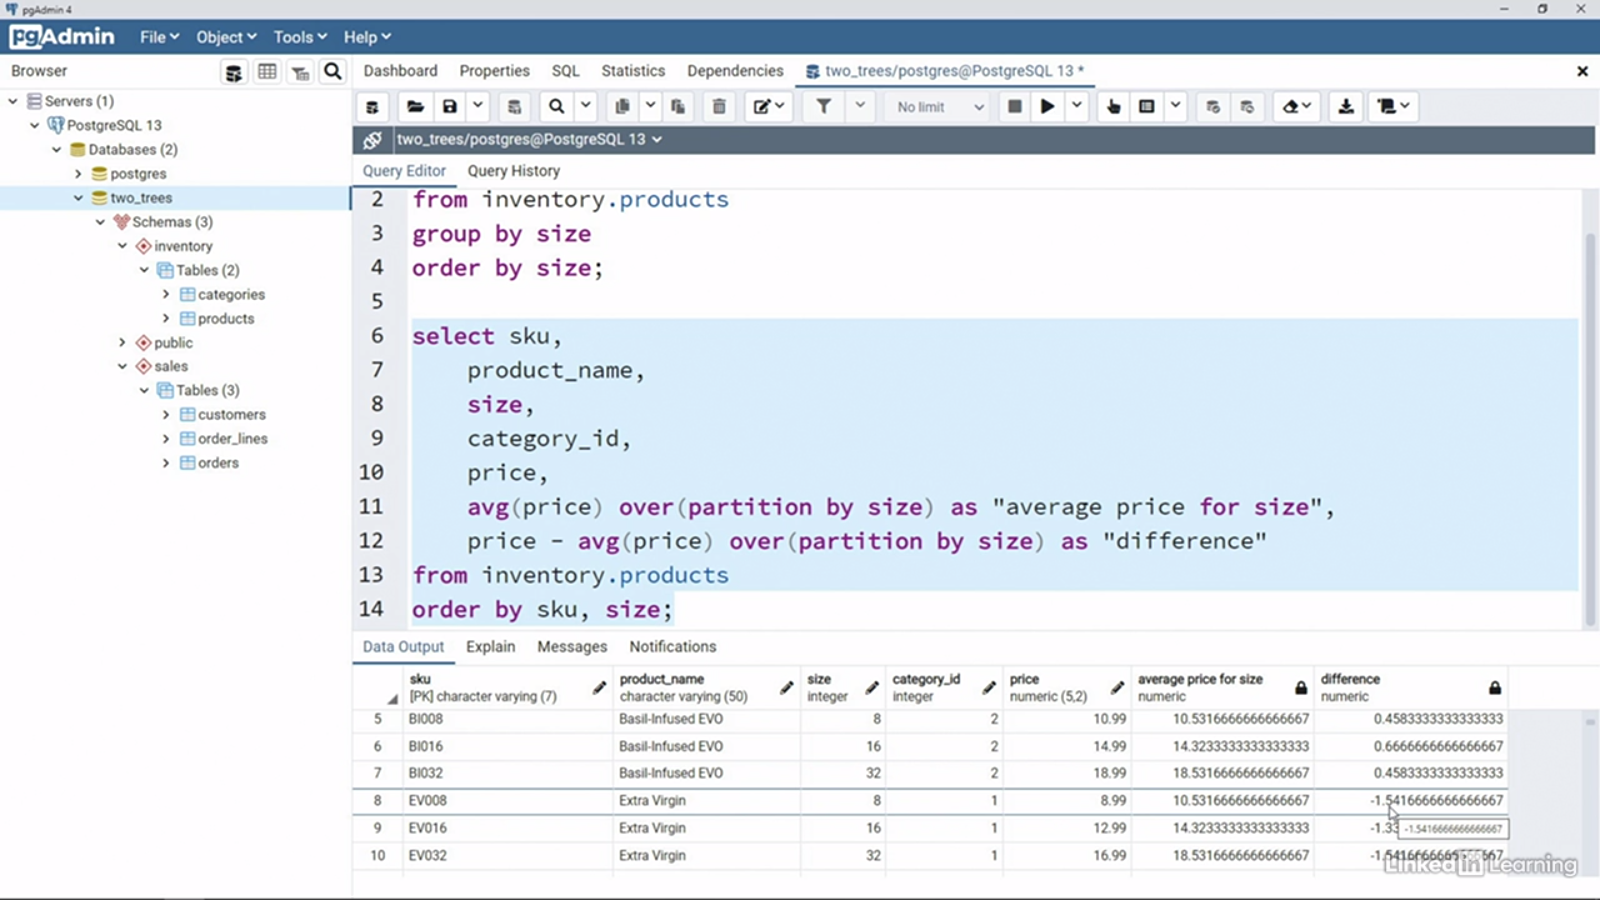 pgAdmin 4
pgAdmin File Object Tools Help
Browser
Dashboard Properties SQL Statistics Dependencies two_trees/postgres@PostgreSQL 13 *
Servers (1)
PostgreSQL 13
Databases (2)
postgres
two_trees
Schemas (3)
inventory
Tables (2)
categories
products
public
sales
Tables (3)
customers
order_lines
orders
No limit
two_trees/postgres@PostgreSQL 13
Query Editor Query History
2 from inventory.products
3 group by size
4 order by size;
5
6 select sku,
7 product_name,
8 size,
9 category_id,
10 price,
11 avg(price) over(partition by size) as "average price for size",
12 price - avg(price) over(partition by size) as "difference"
13 from inventory.products
14 order by sku, size;
Data Output Explain Messages Notifications
sku product_name size category_id price average price for size difference
[PK] character varying (7) character varying (50) integer integer numeric (5,2) numeric numeric
5 BI008 Basil-Infused EVO 8 2 10.99 10.5316666666666667 0.4583333333333333
6 BI016 Basil-Infused EVO 16 2 14.99 14.3233333333333333 0.6666666666666667
7 BI032 Basil-Infused EVO 32 2 18.99 18.5316666666666667 0.4583333333333333
8 EV008 Extra Virgin 8 1 8.99 10.5316666666666667 -1.5416666666666667
9 EV016 Extra Virgin 16 1 12.99 14.3233333333333333 -1.33
-1.5416666666666667
10 EV032 Extra Virgin 32 1 16.99 18.5316666666666667
LinkedIn Learning